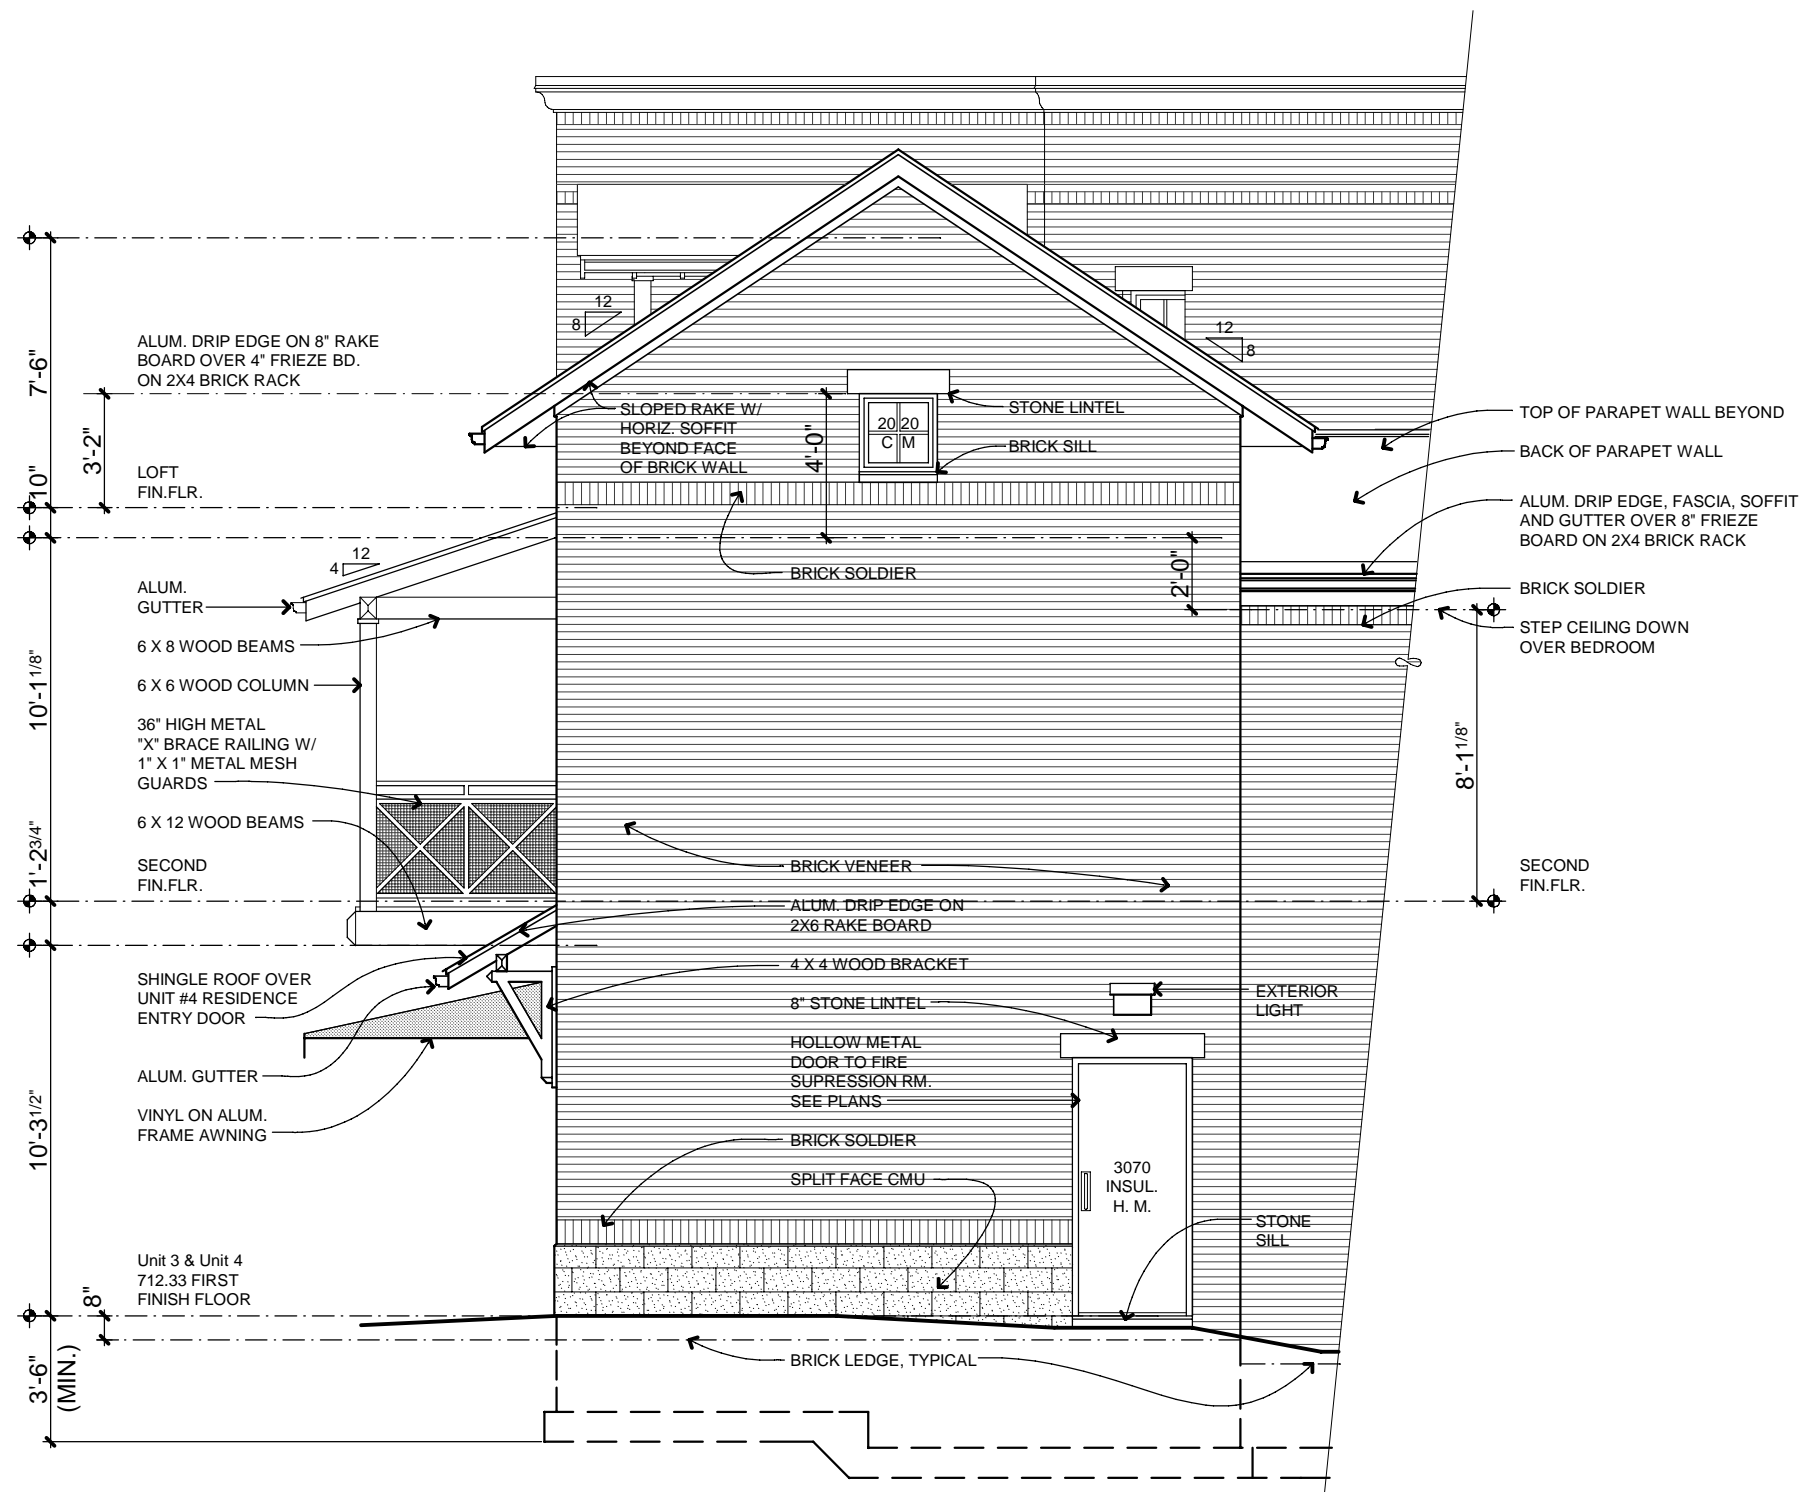 12
8
12
8
ALUM. DRIP EDGE ON 8" RAKE
BOARD OVER 4" FRIEZE BD.
ON 2X4 BRICK RACK
7'-6"
3'-2"
10"
LOFT
FIN.FLR.
SLOPED RAKE W/
HORIZ. SOFFIT
BEYOND FACE
OF BRICK WALL
4'-0"
20 20
C M
STONE LINTEL
BRICK SILL
TOP OF PARAPET WALL BEYOND
BACK OF PARAPET WALL
ALUM. DRIP EDGE, FASCIA, SOFFIT
AND GUTTER OVER 8" FRIEZE
BOARD ON 2X4 BRICK RACK
BRICK SOLDIER
STEP CEILING DOWN
OVER BEDROOM
12
4
BRICK SOLDIER
2'-0"
ALUM.
GUTTER
6 X 8 WOOD BEAMS
6 X 6 WOOD COLUMN
36" HIGH METAL
"X" BRACE RAILING W/
1" X 1" METAL MESH
GUARDS
6 X 12 WOOD BEAMS
SECOND
FIN.FLR.
10'-1 1/8"
1'-2 3/4"
8'-1 1/8"
BRICK VENEER
SECOND
FIN.FLR.
ALUM. DRIP EDGE ON
2X6 RAKE BOARD
4 X 4 WOOD BRACKET
8" STONE LINTEL
EXTERIOR
LIGHT
HOLLOW METAL
DOOR TO FIRE
SUPRESSION RM.
SEE PLANS
SHINGLE ROOF OVER
UNIT #4 RESIDENCE
ENTRY DOOR
ALUM. GUTTER
VINYL ON ALUM.
FRAME AWNING
10'-3 1/2"
BRICK SOLDIER
SPLIT FACE CMU
3070
INSUL.
H. M.
STONE
SILL
Unit 3 & Unit 4
712.33 FIRST
FINISH FLOOR
8"
3'-6"
(MIN.)
BRICK LEDGE, TYPICAL